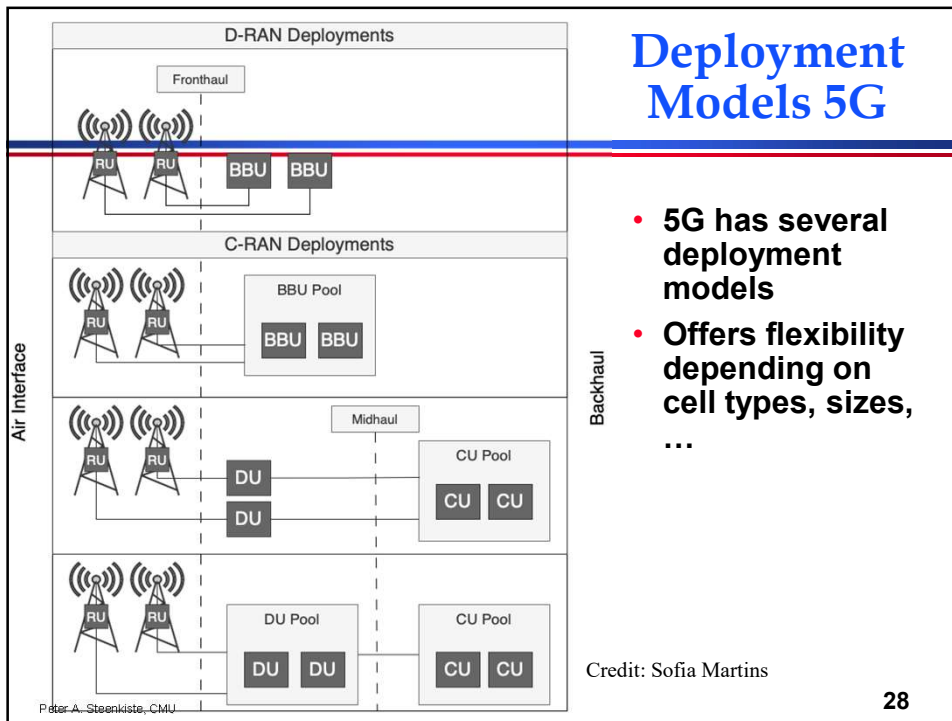 D-RAN Deployments
Fronthaul
RU RU BBU BBU
C-RAN Deployments
BBU Pool
RU RU BBU BBU
Midhaul
CU Pool
RU RU DU
DU
CU CU
DU Pool CU Pool
RU RU DU DU CU CU
Air Interface
Backhaul
Deployment
Models 5G
• 5G has several
deployment
models
• Offers flexibility
depending on
cell types, sizes,
…
Credit: Sofia Martins
Peter A. Steenkiste, CMU
28